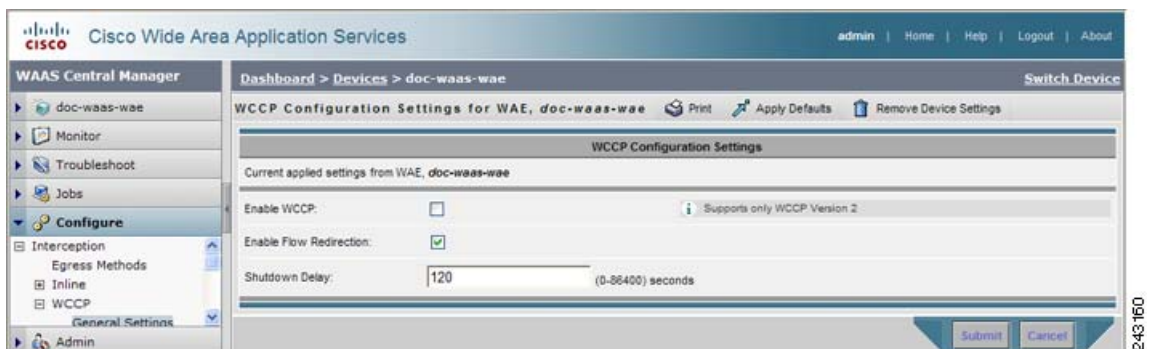 CISCO
Cisco Wide Area Application Services
admin | Home | Help | Logout | About
WAAS Central Manager
Dashboard > Devices > doc-waas-wae
Switch Device
doc-waas-wae
WCCP Configuration Settings for WAE, doc-waas-wae
Print
Apply Defaults
Remove Device Settings
Monitor
Troubleshoot
Jobs
Configure
Interception
Egress Methods
Inline
WCCP
General Settings
Admin
WCCP Configuration Settings
Current applied settings from WAE, doc-waas-wae
Enable WCCP:
i Supports only WCCP Version 2
Enable Flow Redirection:
Shutdown Delay: 120 (0-86400) seconds
Submit
Cancel
243160